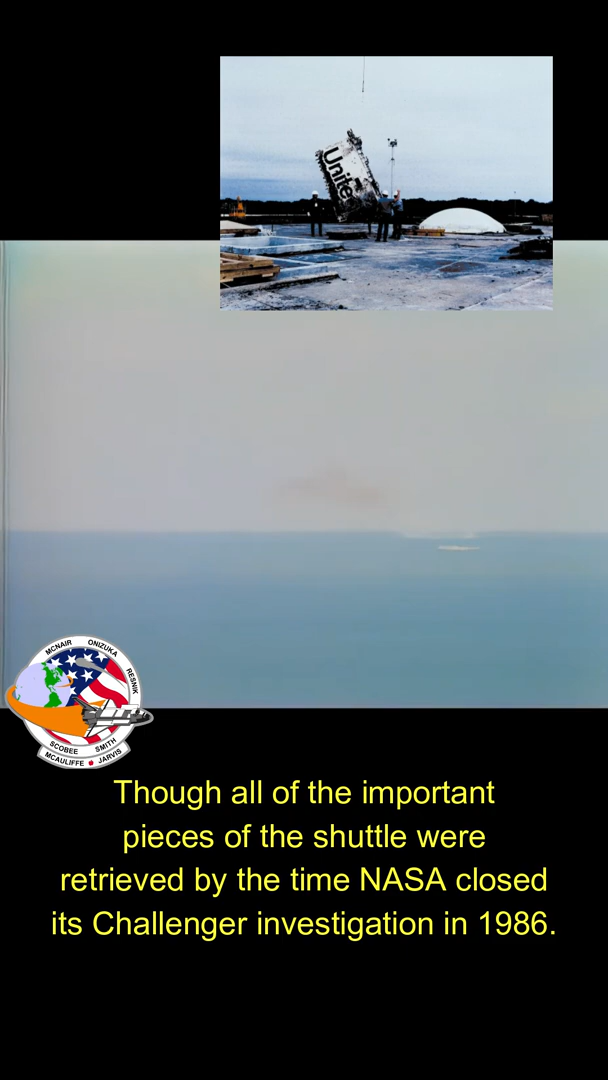 Unite
MCNAIR
ONIZUKA
RESNIK
SCOBEE
SMITH
MCAULIFFE
JARVIS
Though all of the important
pieces of the shuttle were
retrieved by the time NASA closed
its Challenger investigation in 1986.